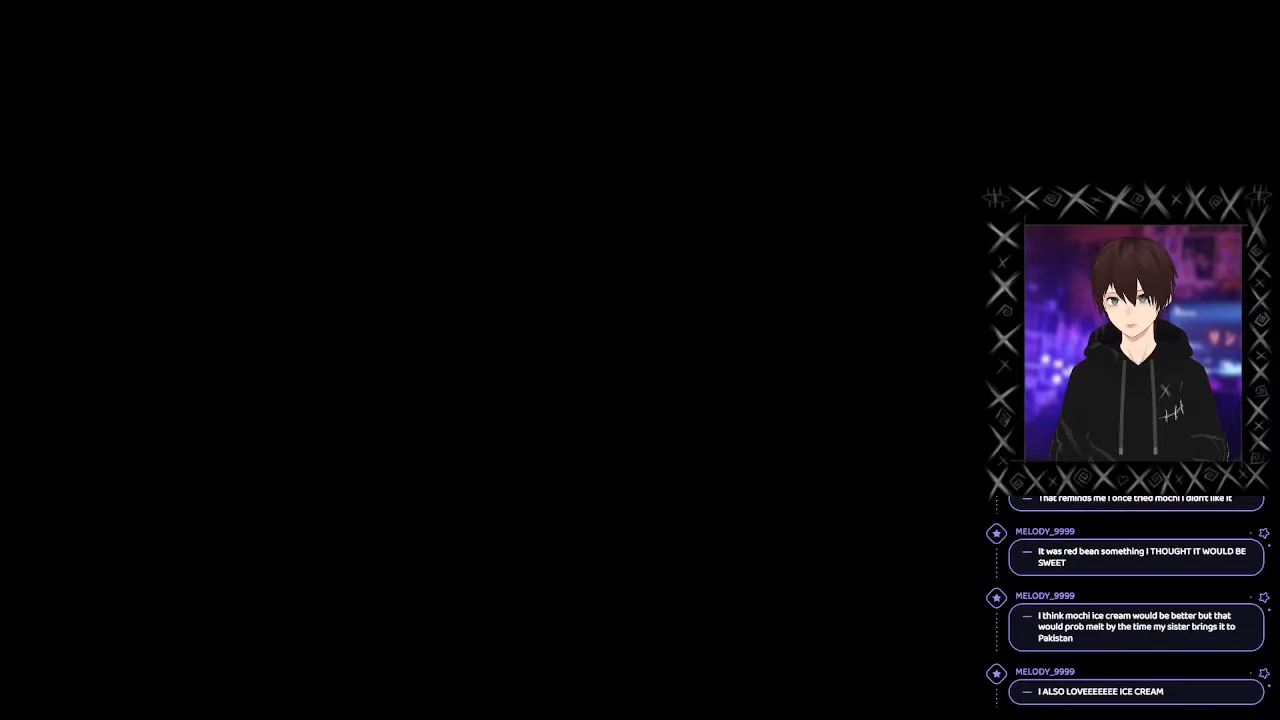 — That reminds me I once tried mochi I didn't like it
MELODY_9999
— It was red bean something I THOUGHT IT WOULD BE
SWEET
MELODY_9999
— I think mochi ice cream would be better but that
would prob melt by the time my sister brings it to
Pakistan
MELODY_9999
— I ALSO LOVEEEEEEE ICE CREAM